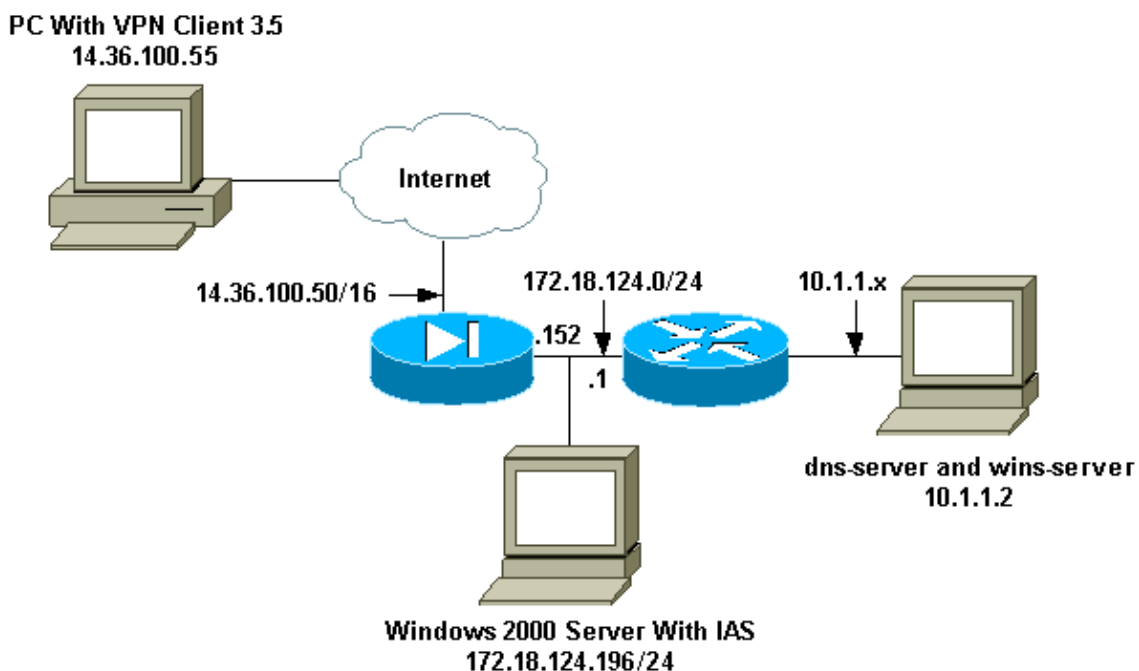 PC With VPN Client 3.5
14.36.100.55
Internet
14.36.100.50/16
172.18.124.0/24
10.1.1.x
.152
.1
dns-server and wins-server
10.1.1.2
Windows 2000 Server With IAS
172.18.124.196/24